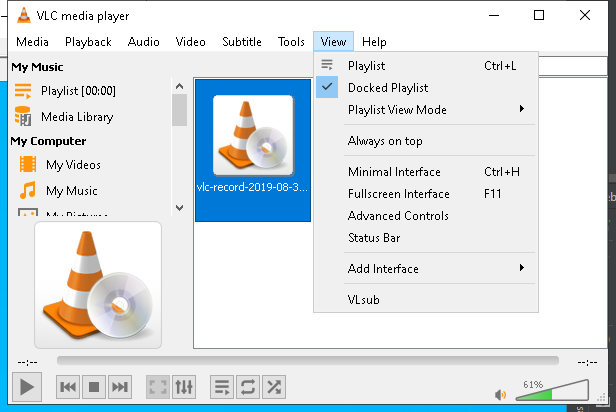 VLC media player
Media Playback Audio Video Subtitle Tools View Help
My Music
Playlist [00:00]
Media Library
My Computer
My Videos
My Music
My Pictures
vlc-record-2019-08-3...
Playlist Ctrl+L
Docked Playlist
Playlist View Mode
Always on top
Minimal Interface Ctrl+H
Fullscreen Interface F11
Advanced Controls
Status Bar
Add Interface
VLsub
--:-- --:--
61%